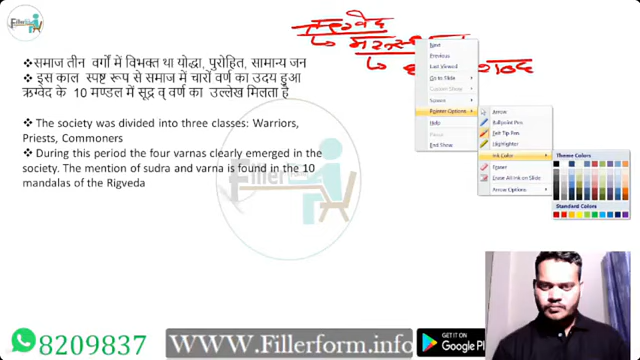 Fillerform
ऋग्वेद
समाज तीन वर्गो में विभक्त था योद्धा, पुरोहित, सामान्य जन
इस काल स्पष्ट रूप से समाज में चारों वर्ण का उदय हुआ
ऋग्वेद के 10 मण्डल में सूद्र व् वर्ण का उल्लेख मिलता है
The society was divided into three classes: Warriors,
Priests, Commoners
During this period the four varnas clearly emerged in the
society. The mention of sudra and varna is found in the 10
mandalas of the Rigveda
Next
Previous
Last Viewed
Go to Slide
Custom Show
Screen
Pointer Options
Help
Pause
End Show
Arrow
Ballpoint Pen
Felt Tip Pen
Highlighter
Ink Color
Eraser
Erase All Ink on Slide
Arrow Options
Theme Colors
Standard Colors
8209837
WWW.Fillerform.info
Google P